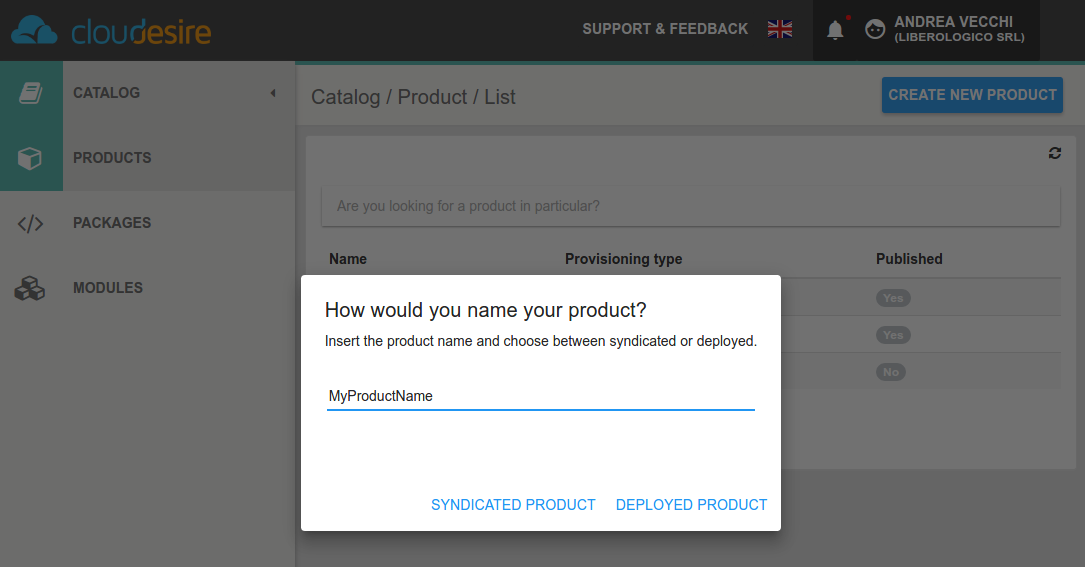 cloudesire
SUPPORT & FEEDBACK
ANDREA VECCHI
(LIBEROLOGICO SRL)
CATALOG
PRODUCTS
PACKAGES
MODULES
Catalog / Product / List
CREATE NEW PRODUCT
Are you looking for a product in particular?
Name Provisioning type Published
Yes
Yes
No
How would you name your product?
Insert the product name and choose between syndicated or deployed.
MyProductName
SYNDICATED PRODUCT DEPLOYED PRODUCT